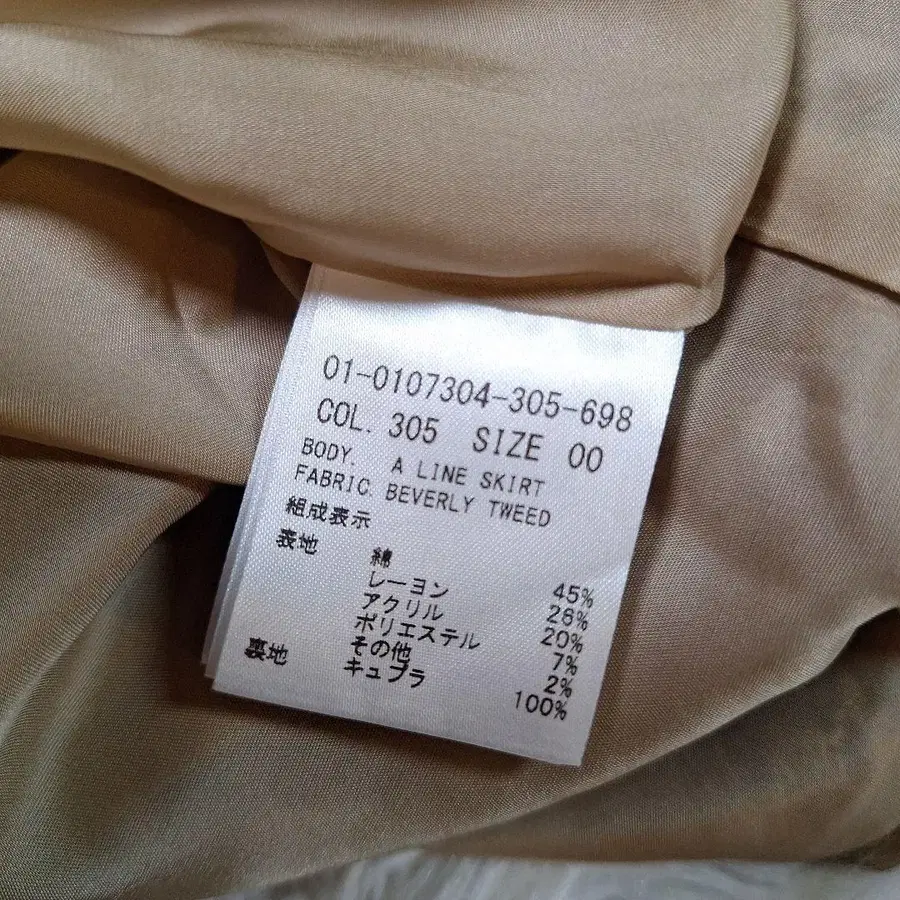 01-0107304-305-698
COL. 305 SIZE 00
BODY. A LINE SKIRT
FABRIC. BEVERLY TWEED
組成表示
表地 綿 45%
レーヨン 26%
アクリル 20%
ポリエステル 7%
その他 2%
裏地 キュプラ 100%